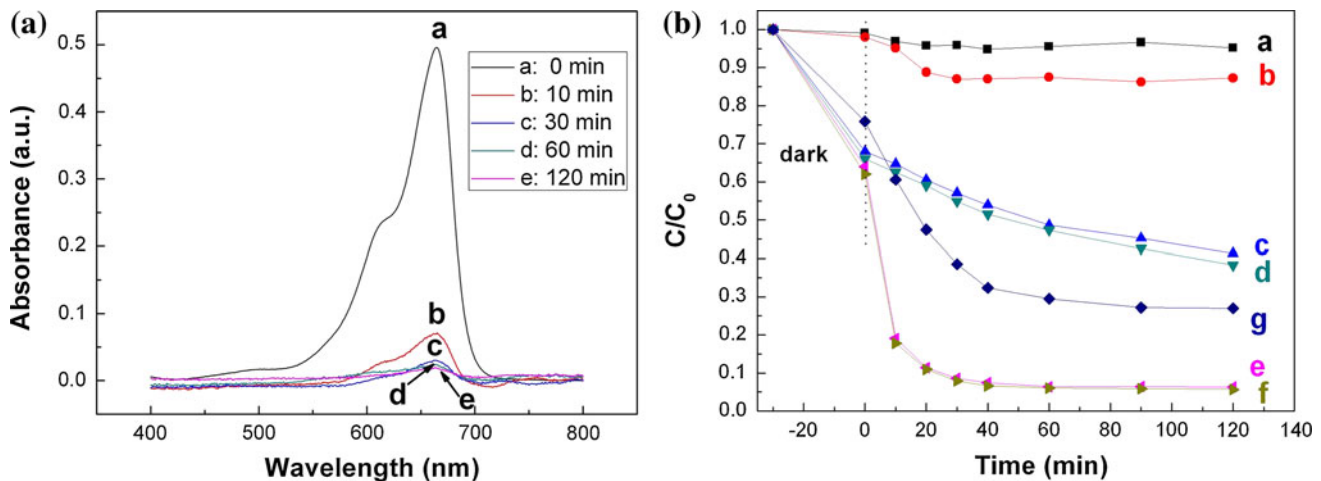 (a)
Absorbance (a.u.)
0.5
0.4
0.3
0.2
0.1
0.0
400
500
600
700
800
Wavelength (nm)
a
b
c
d
e
a: 0 min
b: 10 min
c: 30 min
d: 60 min
e: 120 min
(b)
C/C0
1.0
0.9
0.8
0.7
0.6
0.5
0.4
0.3
0.2
0.1
0.0
-20
0
20
40
60
80
100
120
140
Time (min)
dark
a
b
c
d
g
e
f